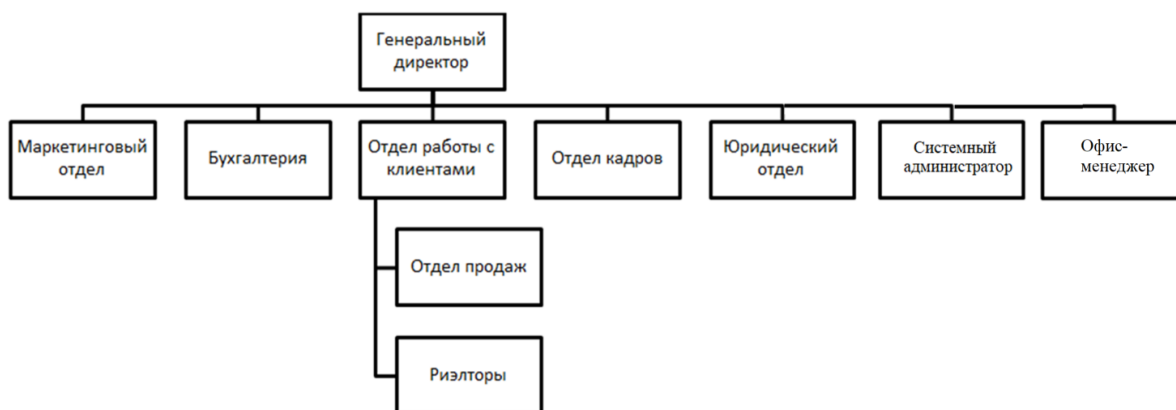 Генеральный
директор
Маркетинговый
отдел
Бухгалтерия
Отдел работы с
клиентами
Отдел кадров
Юридический
отдел
Системный
администратор
Офис-
менеджер
Отдел продаж
Риэлторы